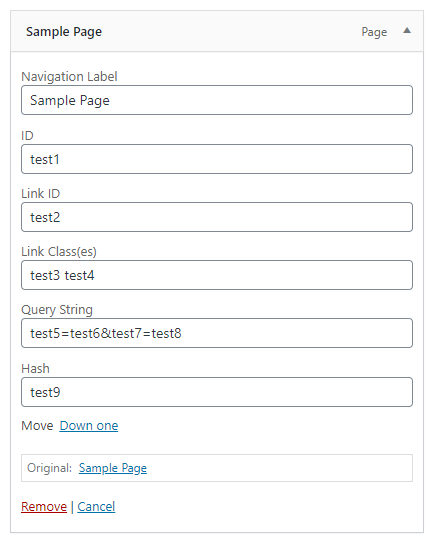 Sample Page Page
Navigation Label
Sample Page
ID
test1
Link ID
test2
Link Class(es)
test3 test4
Query String
test5=test6&test7=test8
Hash
test9
Move Down one
Original: Sample Page
Remove | Cancel